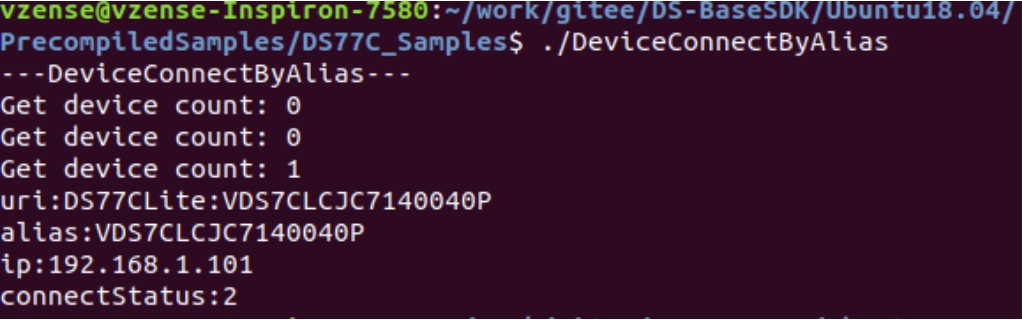 vzense@vzense-Inspiron-7580:~/work/gitee/DS-BaseSDK/Ubuntu18.04/
PrecompiledSamples/DS77C_Samples$ ./DeviceConnectByAlias
---DeviceConnectByAlias---
Get device count: 0
Get device count: 0
Get device count: 1
uri:DS77CLite:VDS7CLCJC7140040P
alias:VDS7CLCJC7140040P
ip:192.168.1.101
connectStatus:2